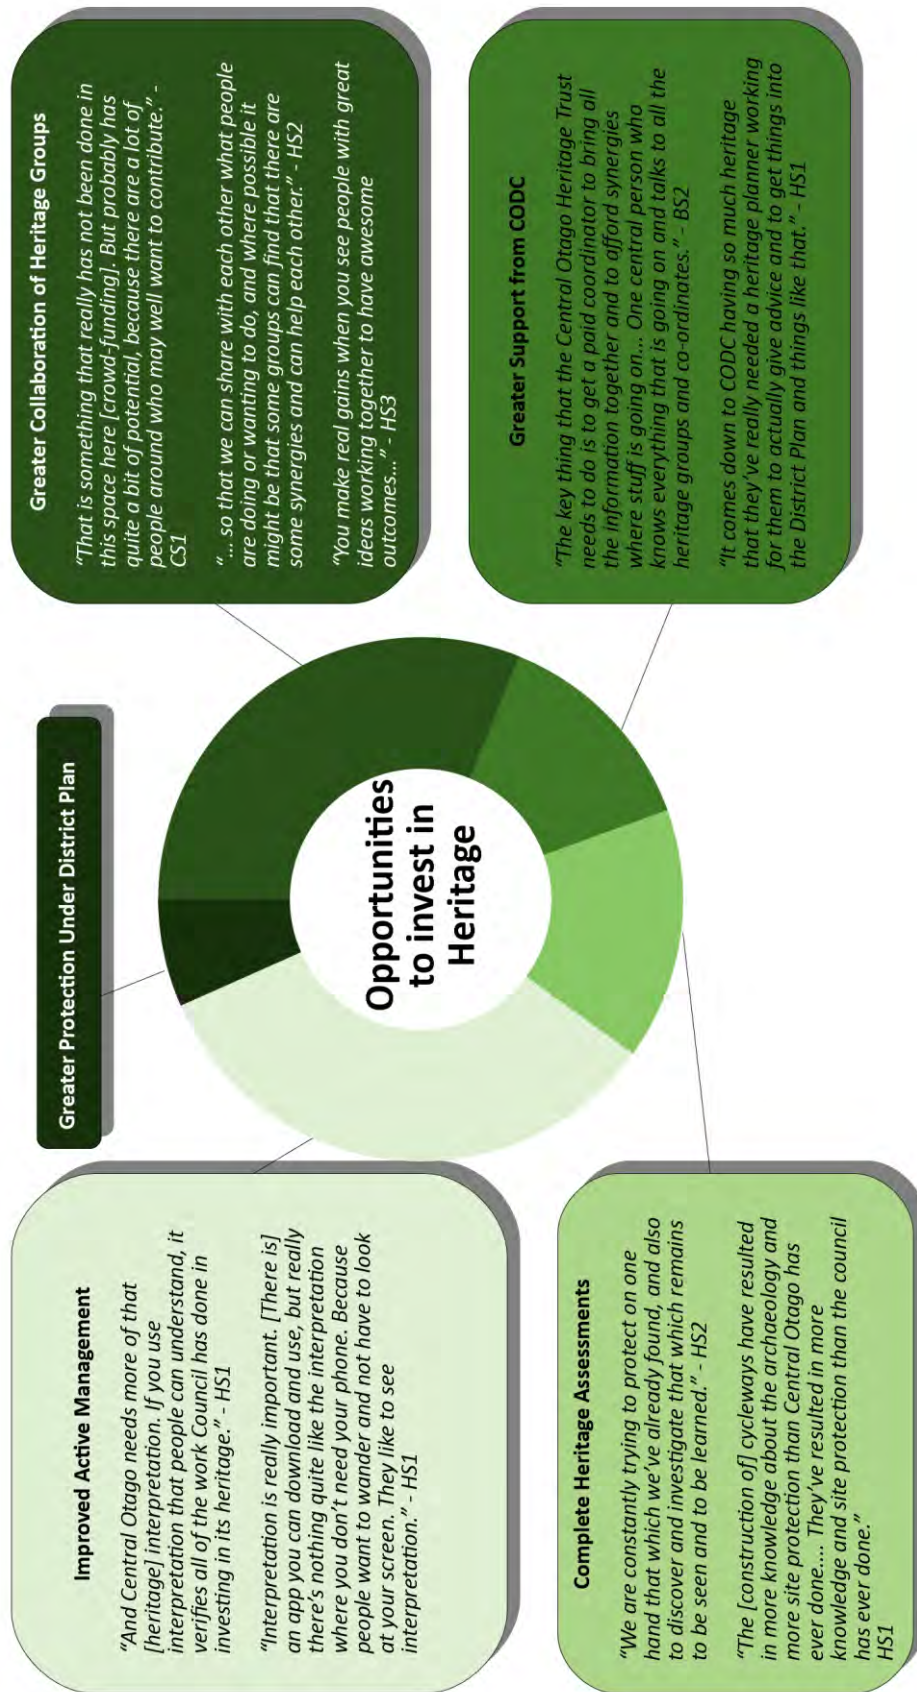 Improved Active Management
“And Central Otago needs more of that
[heritage] interpretation. If you use
interpretation that people can understand, it
verifies all of the work Council has done in
investing in its heritage.” - HS1
“Interpretation is really important. [There is]
an app you can download and use, but really
there’s nothing quite like the interpretation
where you don’t need your phone. Because
people want to wander and not have to look
at your screen. They like to see
interpretation.” - HS1
Greater Protection Under District Plan
Greater Collaboration of Heritage Groups
“That is something that really has not been done in
this space here [crowd-funding]. But probably has
quite a bit of potential, because there are a lot of
people around who may well want to contribute.” -
CS1
“... so that we can share with each other what people
are doing or wanting to do, and where possible it
might be that some groups can find that there are
some synergies and can help each other.” - HS2
“You make real gains when you see people with great
ideas working together to have awesome
outcomes...” - HS3
Opportunities
to invest in
Heritage
Complete Heritage Assessments
“We are constantly trying to protect on one
hand that which we’ve already found, and also
to discover and investigate that which remains
to be seen and to be learned.” - HS2
“The [construction of] cycleways have resulted
in more knowledge about the archaeology and
more site protection than Central Otago has
ever done.... They’ve resulted in more
knowledge and site protection than the council
has ever done.”
HS1
Greater Support from CODC
“The key thing that the Central Otago Heritage Trust
needs to do is to get a paid coordinator to bring all
the information together and to afford synergies
where stuff is going on... One central person who
knows everything that is going on and talks to all the
heritage groups and co-ordinates.” - BS2
“It comes down to CODC having so much heritage
that they’ve really needed a heritage planner working
for them to actually give advice and to get things into
the District Plan and things like that.” - HS1